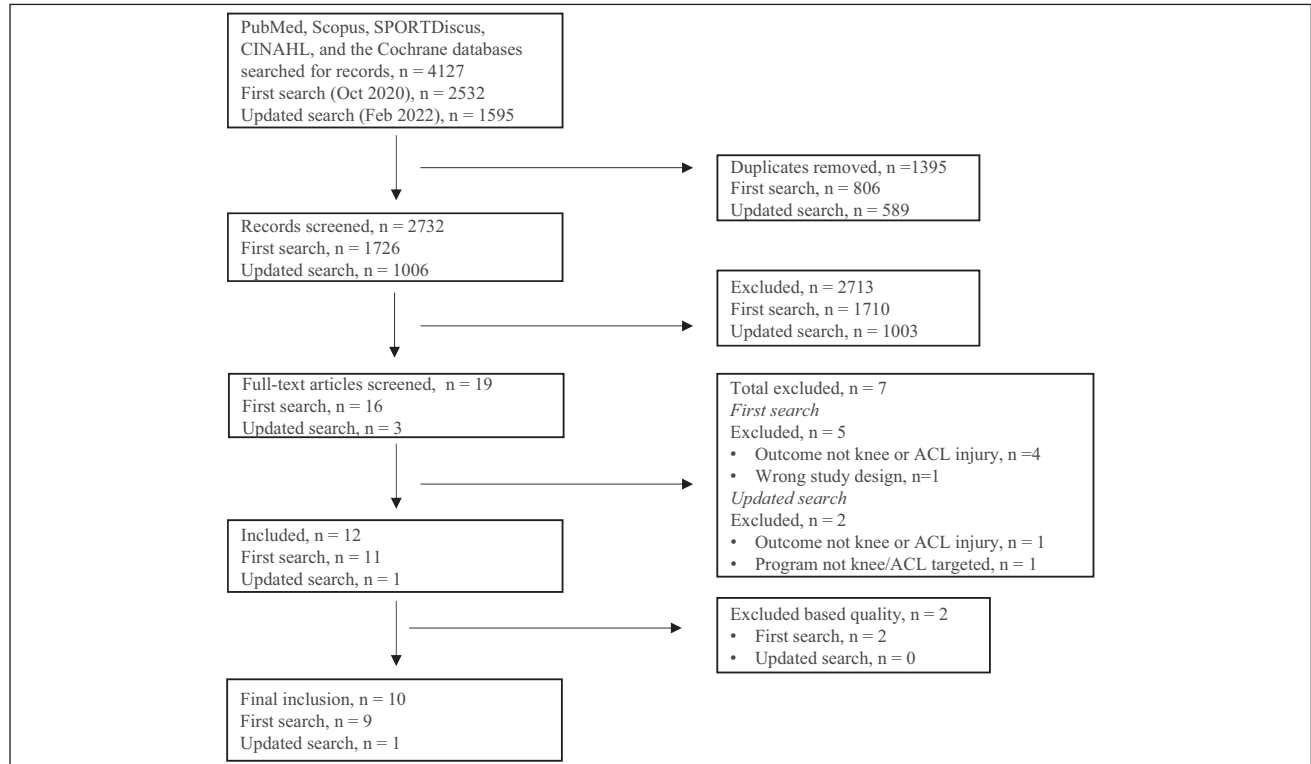 PubMed, Scopus, SPORTDiscus,
CINAHL, and the Cochrane databases
searched for records, n = 4127
First search (Oct 2020), n = 2532
Updated search (Feb 2022), n = 1595
Duplicates removed, n =1395
First search, n = 806
Updated search, n = 589
Records screened, n = 2732
First search, n = 1726
Updated search, n = 1006
Excluded, n = 2713
First search, n = 1710
Updated search, n = 1003
Full-text articles screened, n = 19
First search, n = 16
Updated search, n = 3
Total excluded, n = 7
First search
Excluded, n = 5
• Outcome not knee or ACL injury, n =4
• Wrong study design, n=1
Updated search
Excluded, n = 2
• Outcome not knee or ACL injury, n = 1
• Program not knee/ACL targeted, n = 1
Included, n = 12
First search, n = 11
Updated search, n = 1
Excluded based quality, n = 2
• First search, n = 2
• Updated search, n = 0
Final inclusion, n = 10
First search, n = 9
Updated search, n = 1